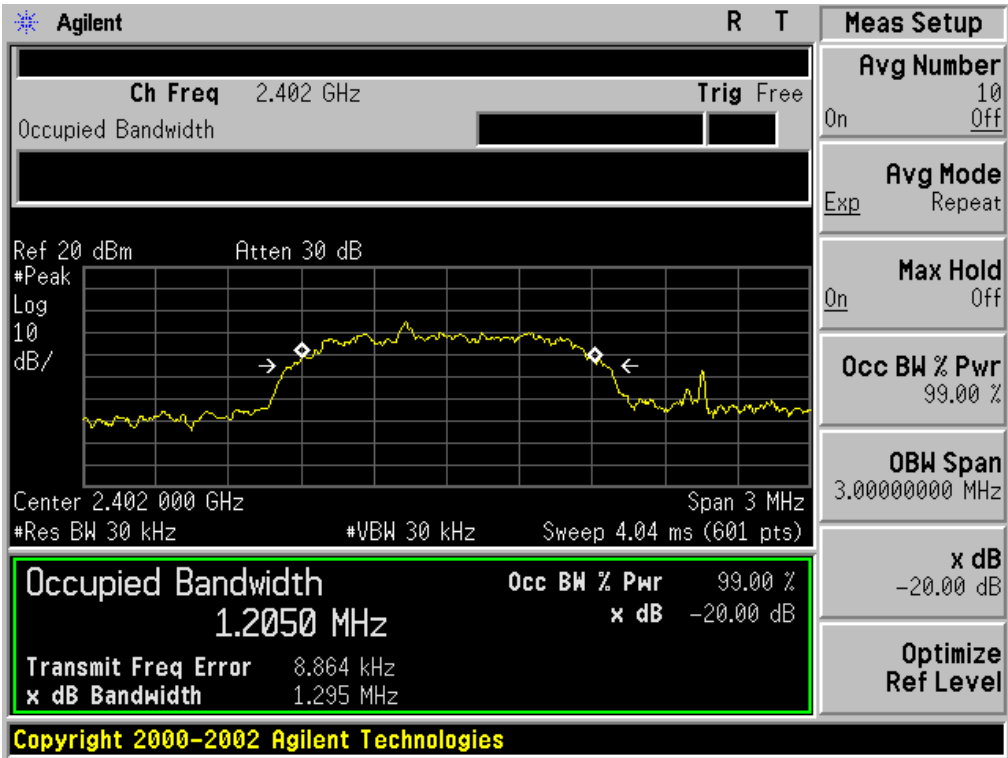 Agilent R T
Ch Freq 2.402 GHz Trig Free
Occupied Bandwidth
Ref 20 dBm Atten 30 dB
#Peak
Log
10
dB/
Center 2.402 000 GHz Span 3 MHz
#Res BW 30 kHz #VBW 30 kHz Sweep 4.04 ms (601 pts)
Occupied Bandwidth Occ BW % Pwr 99.00 %
1.2050 MHz x dB -20.00 dB
Transmit Freq Error 8.864 kHz
x dB Bandwidth 1.295 MHz
Copyright 2000-2002 Agilent Technologies
Meas Setup
Avg Number
10
On Off
Avg Mode
Exp Repeat
Max Hold
On Off
Occ BW % Pwr
99.00 %
OBW Span
3.00000000 MHz
x dB
-20.00 dB
Optimize
Ref Level